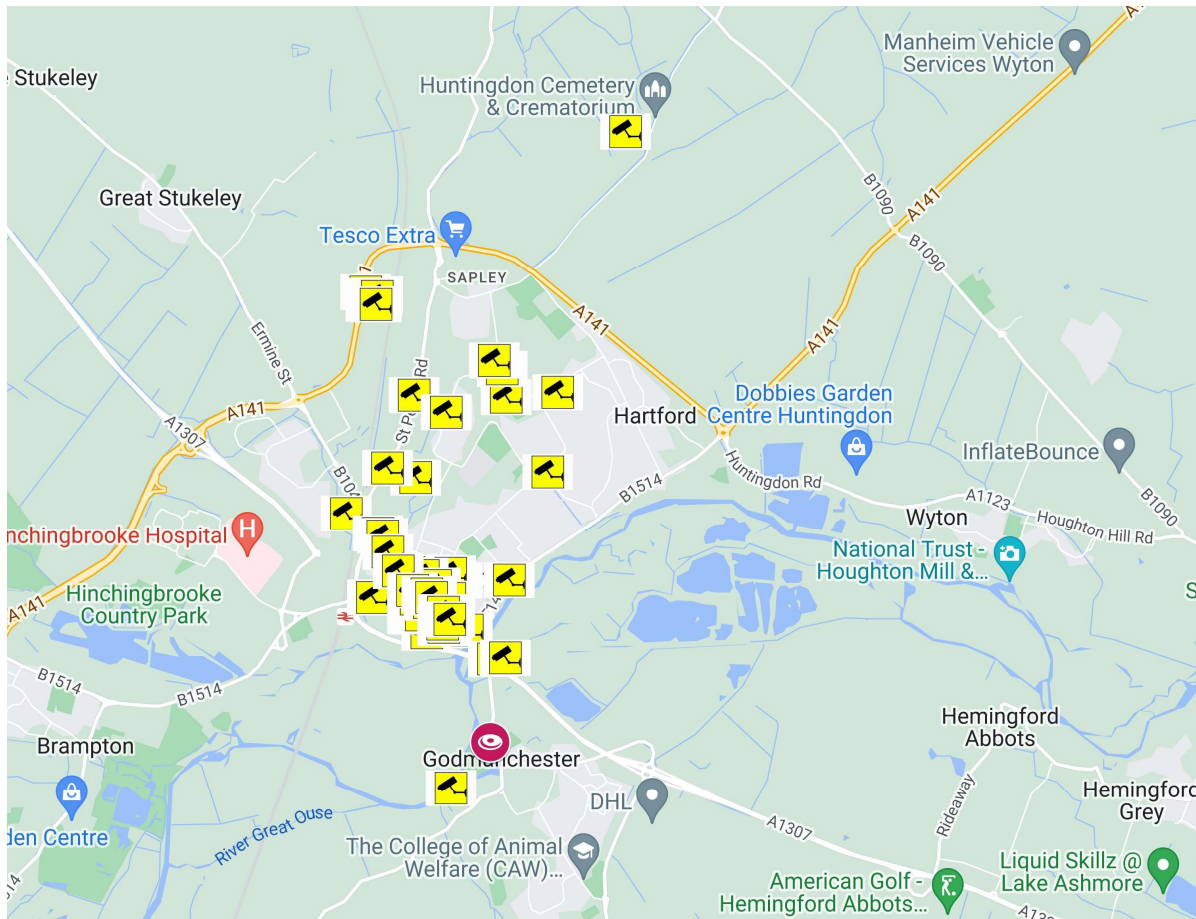 Manheim Vehicle
Services Wyton
Stukeley
Huntingdon Cemetery
& Crematorium
Great Stukeley
B1090
A141
Tesco Extra
B1090
SAPLEY
A141
A141
Ermine St
Rd
A141
Dobbies Garden
Centre Huntingdon
Hartford
A1307
InflateBounce
B1514
Huntingdon Rd
A1123
B1090
Houghton Hill Rd
Wyton
nchingbrooke Hospital
National Trust -
Houghton Mill &...
Hinchingbrooke
Country Park
A141
B1514
B1514
Hemingford
Abbots
Brampton
Godmanchester
Hemingford
Grey
DHL
Rideaway
River Great Ouse
A1307
den Centre
The College of Animal
Welfare (CAW)...
Liquid Skillz @
Lake Ashmore
American Golf -
Hemingford Abbots...